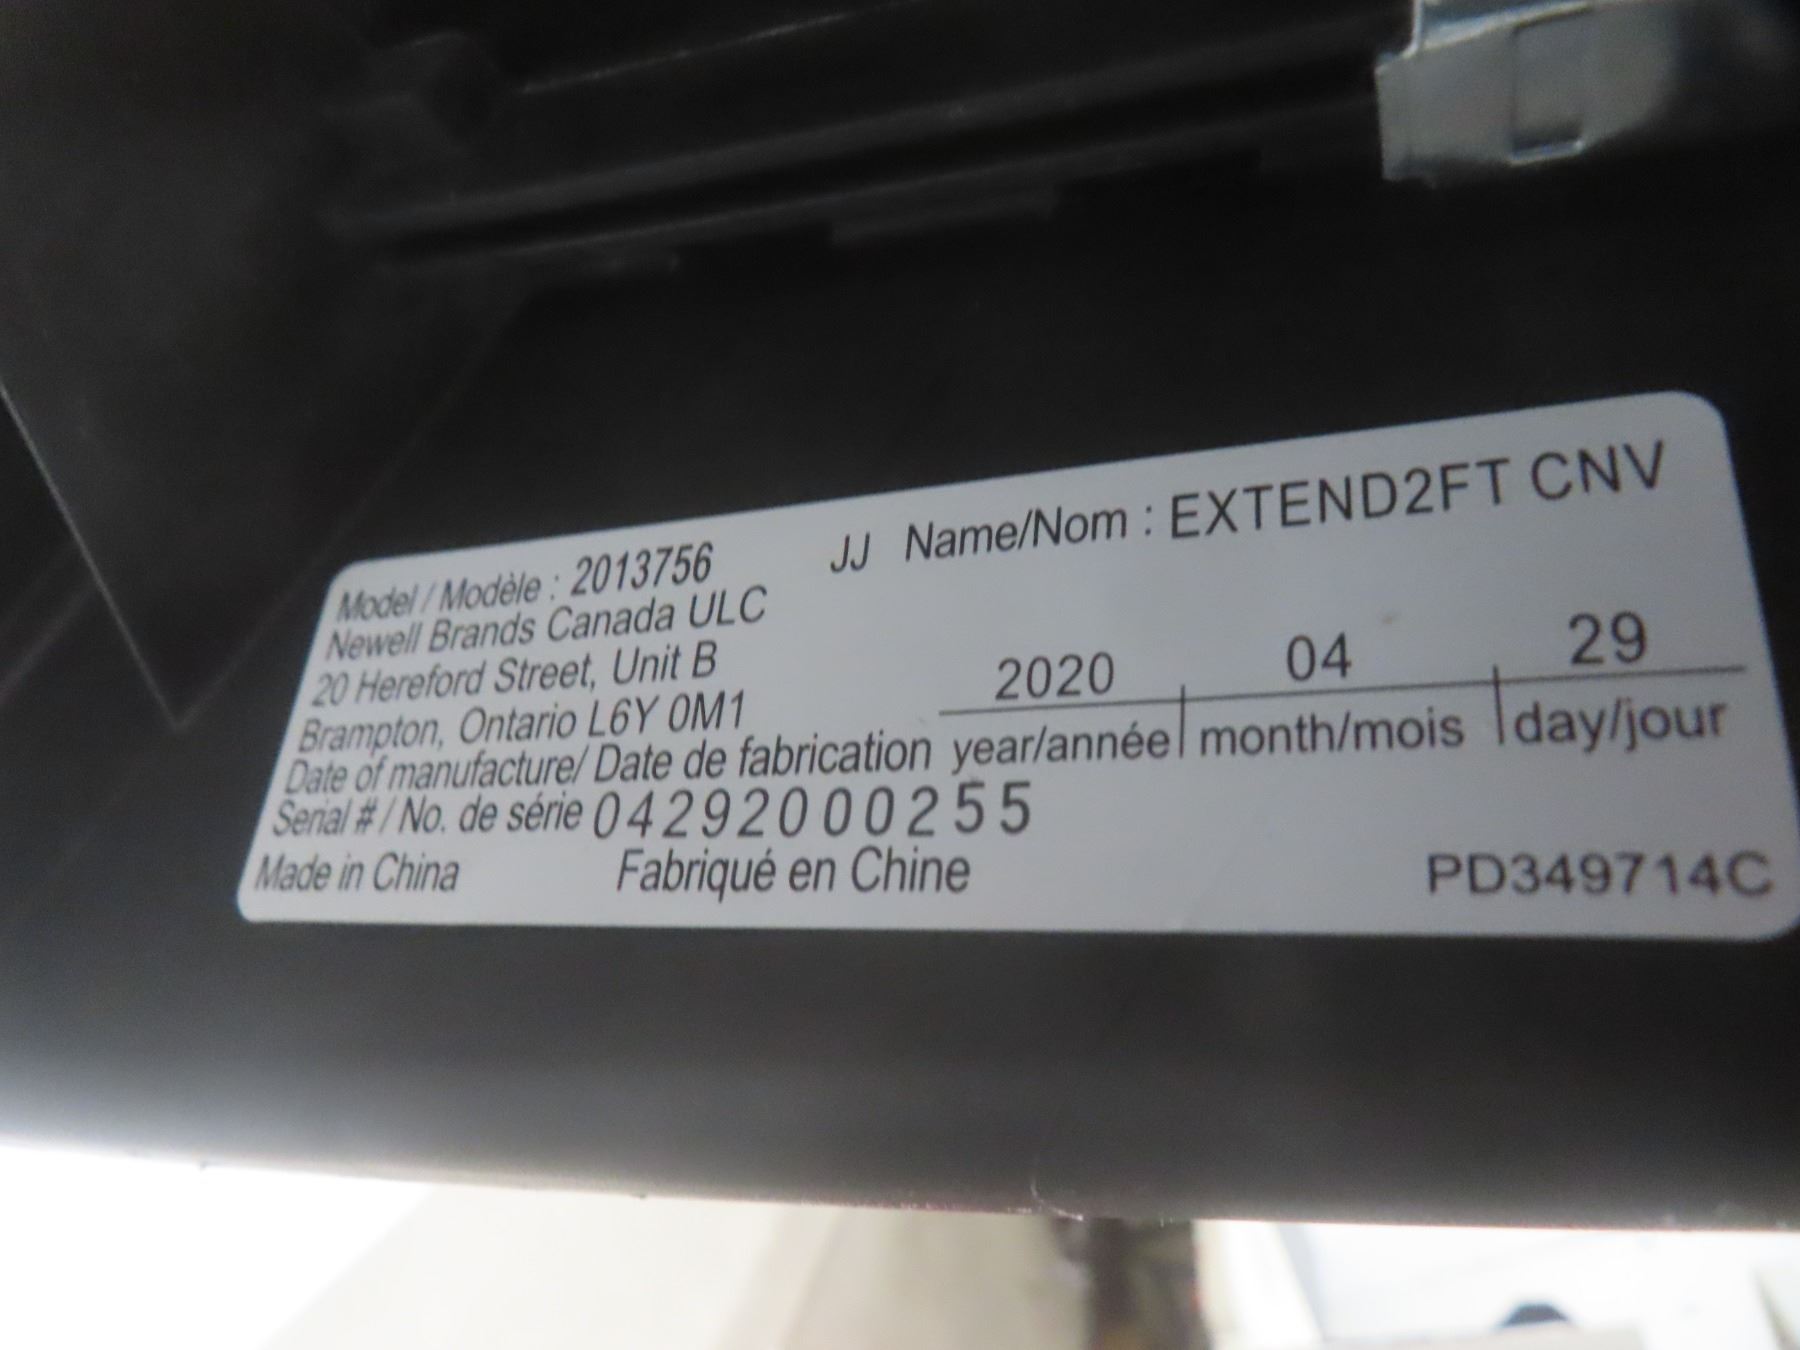 Model / Modèle : 2013756 JJ Name/Nom : EXTEND2FT CNV
Newell Brands Canada ULC
20 Hereford Street, Unit B
Brampton, Ontario L6Y 0M1 2020 04 29
Date of manufacture/ Date de fabrication year/année month/mois day/jour
Serial # / No. de série 04292000255
Made in China Fabriqué en Chine PD349714C